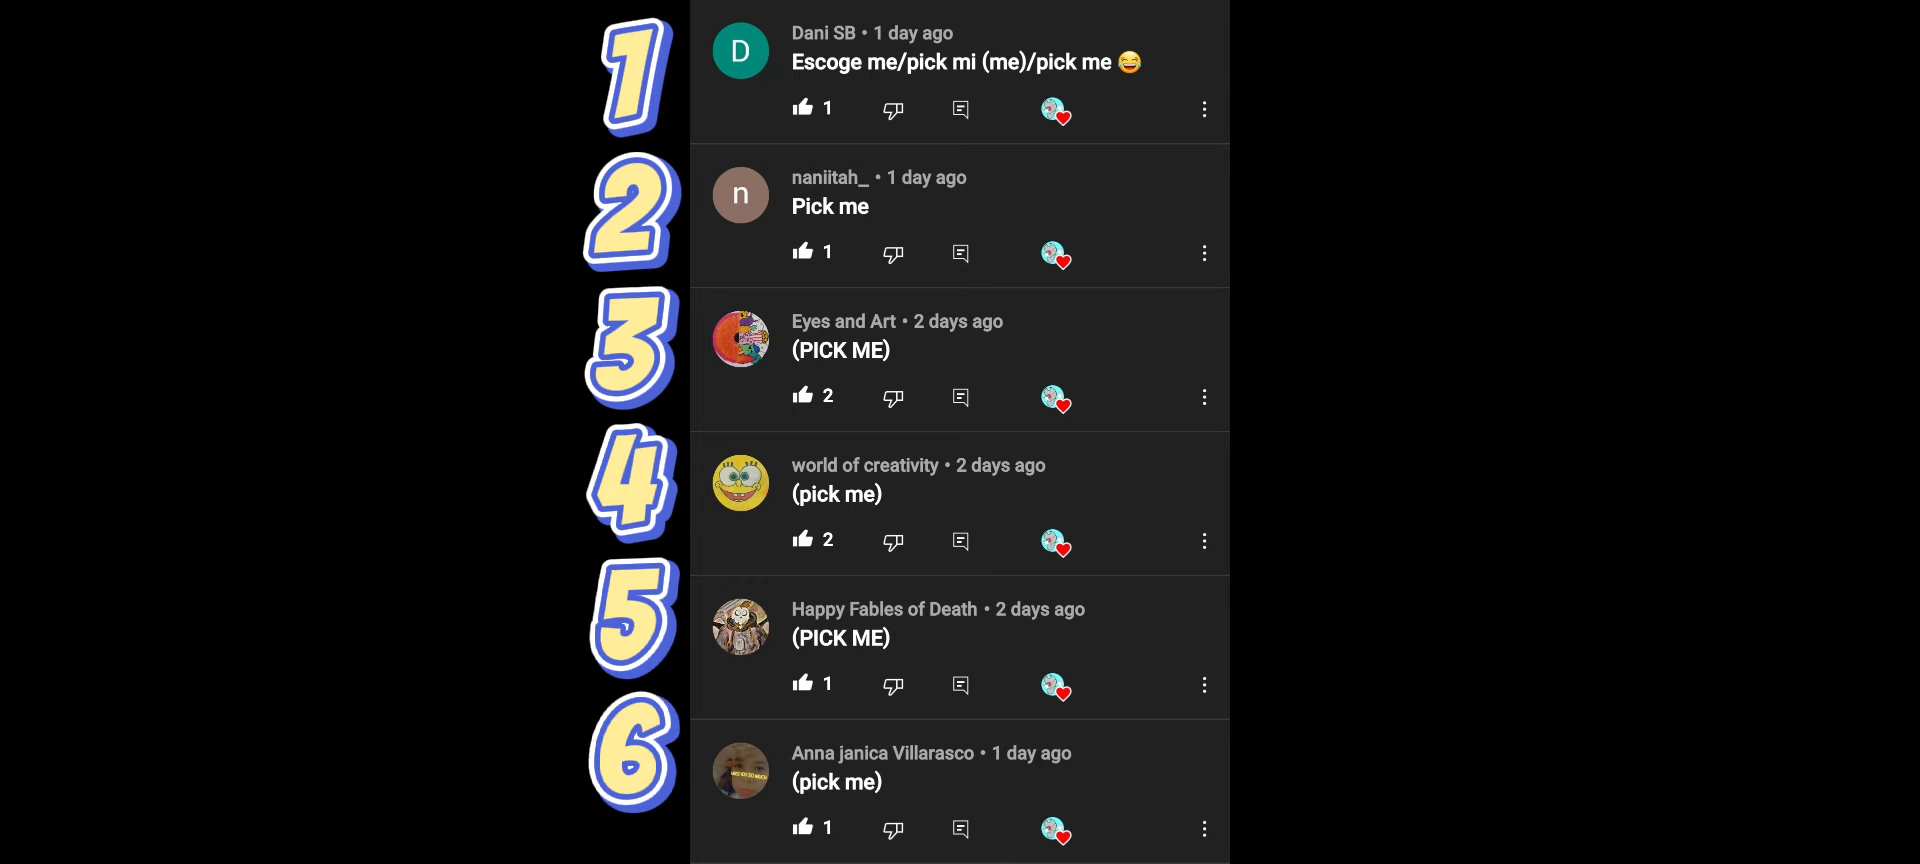 1
D
Dani SB • 1 day ago
Escoge me/pick mi (me)/pick me 😂
1
2
n
naniitah_ • 1 day ago
Pick me
1
3
Eyes and Art • 2 days ago
(PICK ME)
2
4
world of creativity • 2 days ago
(pick me)
2
5
Happy Fables of Death • 2 days ago
(PICK ME)
1
6
Anna janica Villarasco • 1 day ago
(pick me)
1